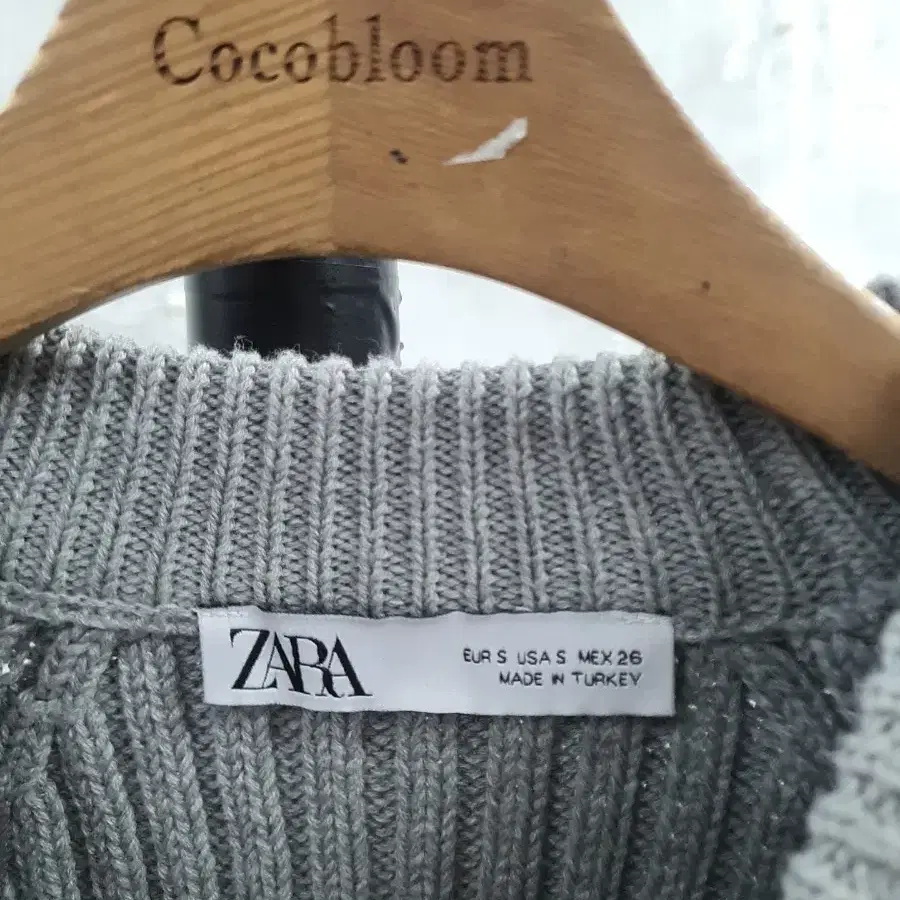 Cocobloom
ZARA
EUR S USA S MEX 26
MADE IN TURKEY